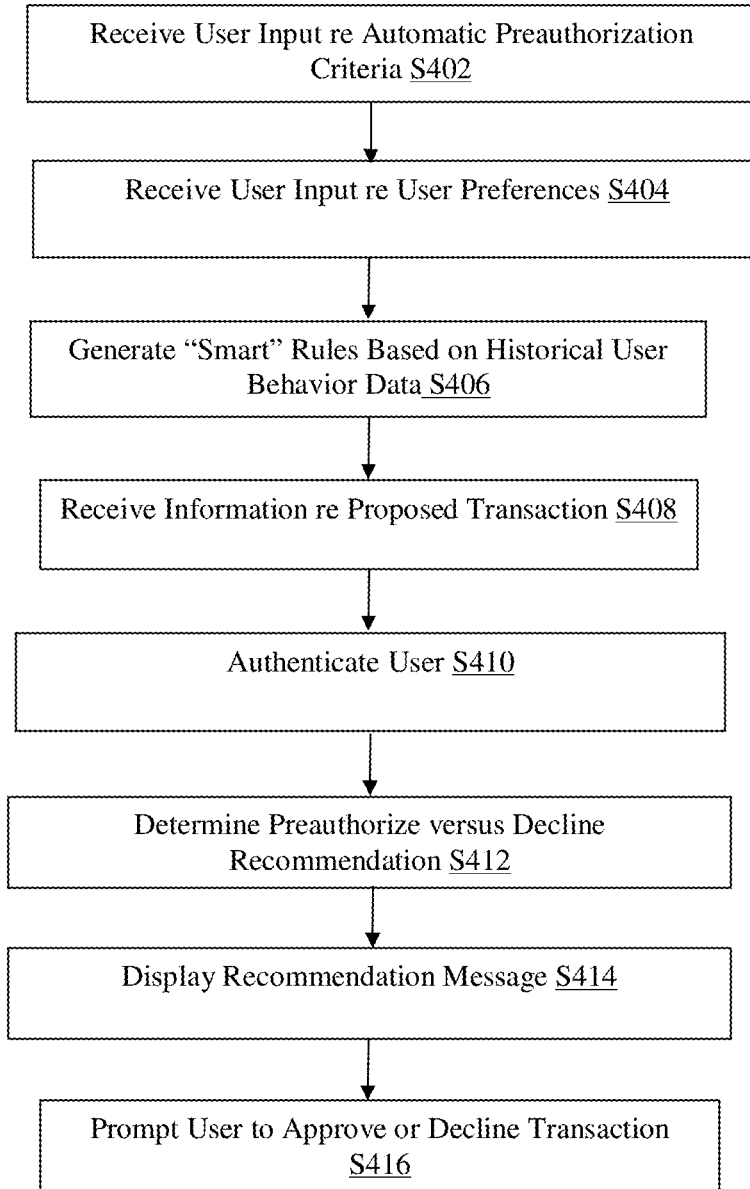 Receive User Input re Automatic Preauthorization
Criteria S402
Receive User Input re User Preferences S404
Generate “Smart” Rules Based on Historical User
Behavior Data S406
Receive Information re Proposed Transaction S408
Authenticate User S410
Determine Preauthorize versus Decline
Recommendation S412
Display Recommendation Message S414
Prompt User to Approve or Decline Transaction
S416